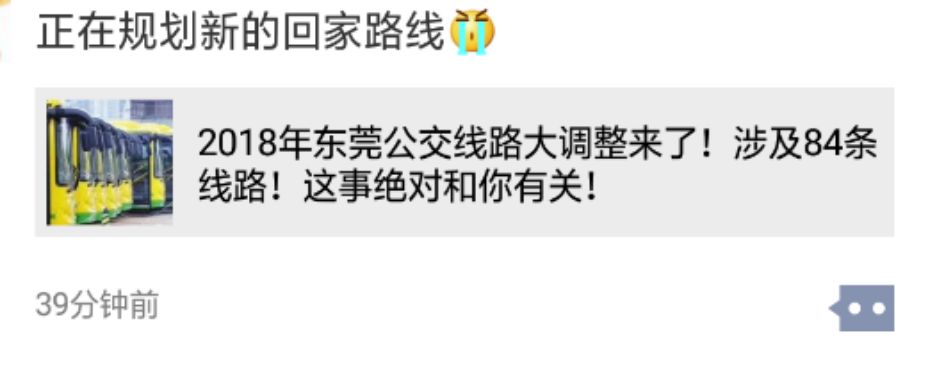 正在规划新的回家路线😭
2018年东莞公交线路大调整来了！涉及84条
线路！这事绝对和你有关！
39分钟前